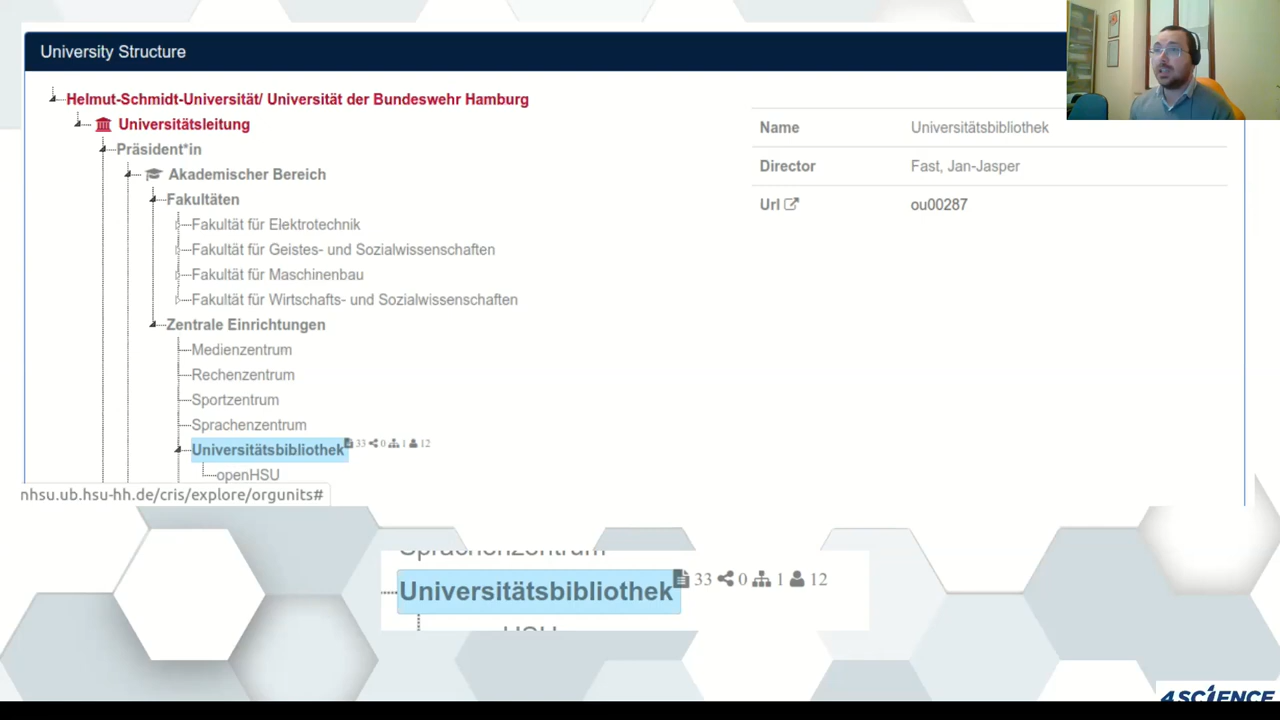 University Structure
Helmut-Schmidt-Universität/ Universität der Bundeswehr Hamburg
Universitätsleitung
Präsident*in
Akademischer Bereich
Fakultäten
Fakultät für Elektrotechnik
Fakultät für Geistes- und Sozialwissenschaften
Fakultät für Maschinenbau
Fakultät für Wirtschafts- und Sozialwissenschaften
Zentrale Einrichtungen
Medienzentrum
Rechenzentrum
Sportzentrum
Sprachenzentrum
Universitätsbibliothek 33 0 1 12
openHSU
nhsu.ub.hsu-hh.de/cris/explore/orgunits#
Name Universitätsbibliothek
Director Fast, Jan-Jasper
Url ou00287
Sprachenzentrum
Universitätsbibliothek 33 0 1 12
HSU
4SCIENCE